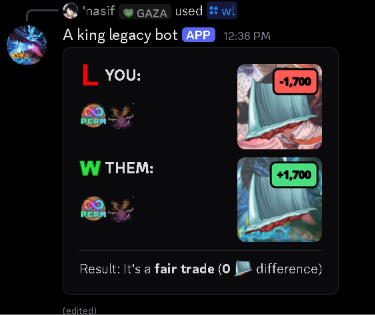 'nasif GAZA used w!
A king legacy bot APP 12:38 PM
L YOU:
-1,700
PERM
W THEM:
+1,700
PERM
Result: It's a fair trade (0 difference)
(edited)